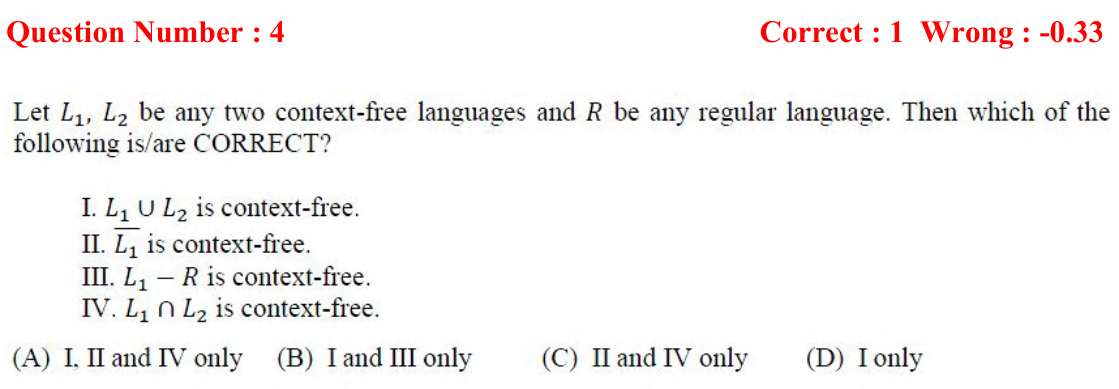 Question Number : 4 Correct : 1 Wrong : -0.33
Let L₁, L₂ be any two context-free languages and R be any regular language. Then which of the
following is/are CORRECT?
I. L₁ ∪ L₂ is context-free.
II. L̅₁ is context-free.
III. L₁ − R is context-free.
IV. L₁ ∩ L₂ is context-free.
(A) I, II and IV only (B) I and III only (C) II and IV only (D) I only